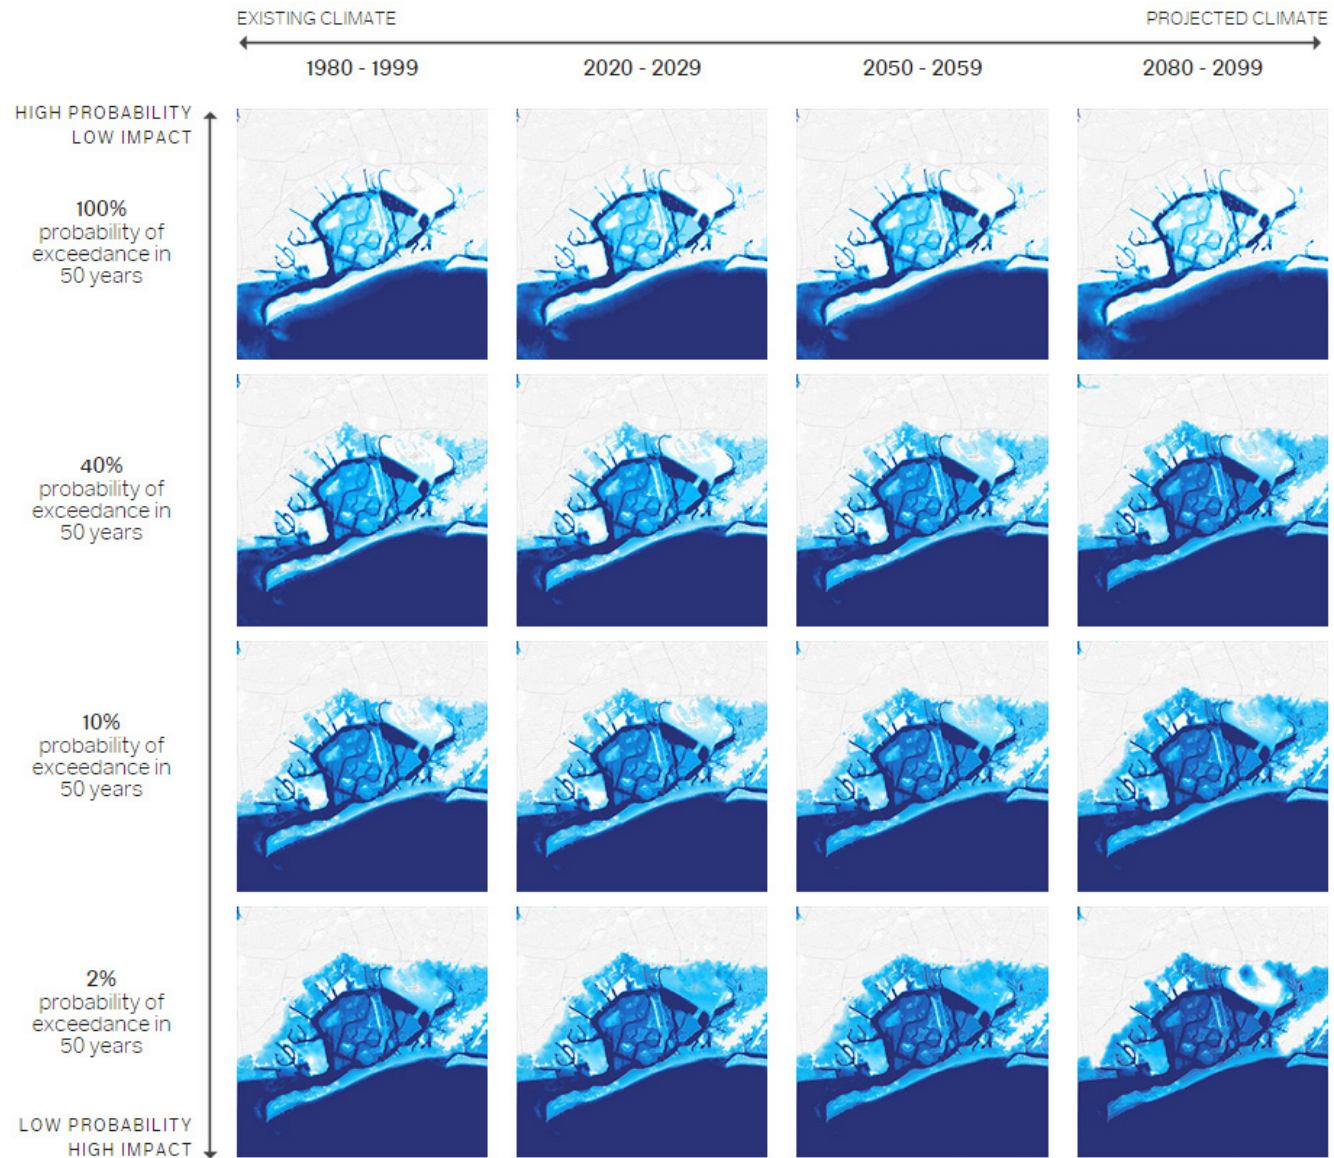 EXISTING CLIMATE
PROJECTED CLIMATE
1980 - 1999
2020 - 2029
2050 - 2059
2080 - 2099
HIGH PROBABILITY
LOW IMPACT
100%
probability of
exceedance in
50 years
40%
probability of
exceedance in
50 years
10%
probability of
exceedance in
50 years
2%
probability of
exceedance in
50 years
LOW PROBABILITY
HIGH IMPACT